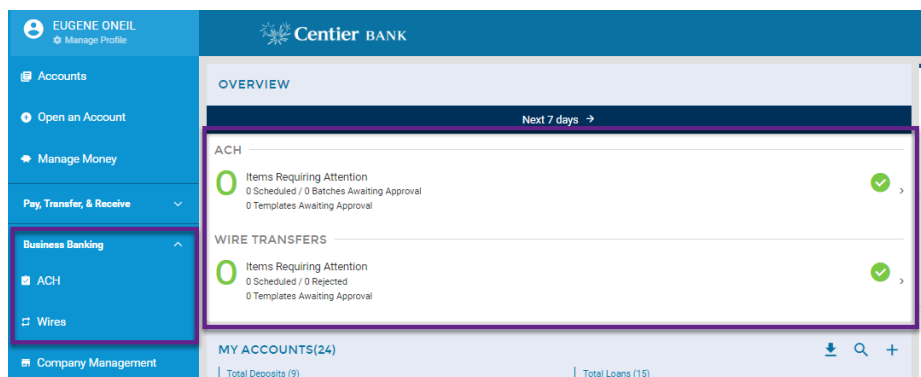 EUGENE ONEIL
Manage Profile
Centier BANK
Accounts
Open an Account
Manage Money
Pay, Transfer, & Receive
Business Banking
ACH
Wires
Company Management
OVERVIEW
Next 7 days →
ACH
0 Items Requiring Attention
0 Scheduled / 0 Batches Awaiting Approval
0 Templates Awaiting Approval
WIRE TRANSFERS
0 Items Requiring Attention
0 Scheduled / 0 Rejected
0 Templates Awaiting Approval
MY ACCOUNTS(24)
Total Deposits (9)
Total Loans (15)